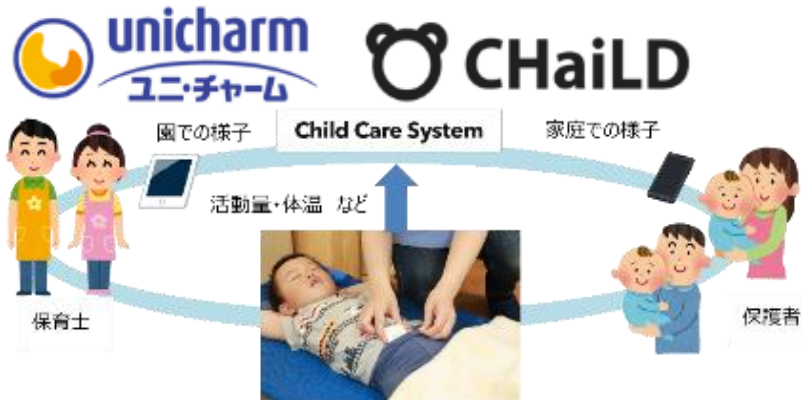 unicharm
ユニ・チャーム
CHaiLD
園での様子
Child Care System
家庭での様子
活動量・体温 など
保育士
保護者